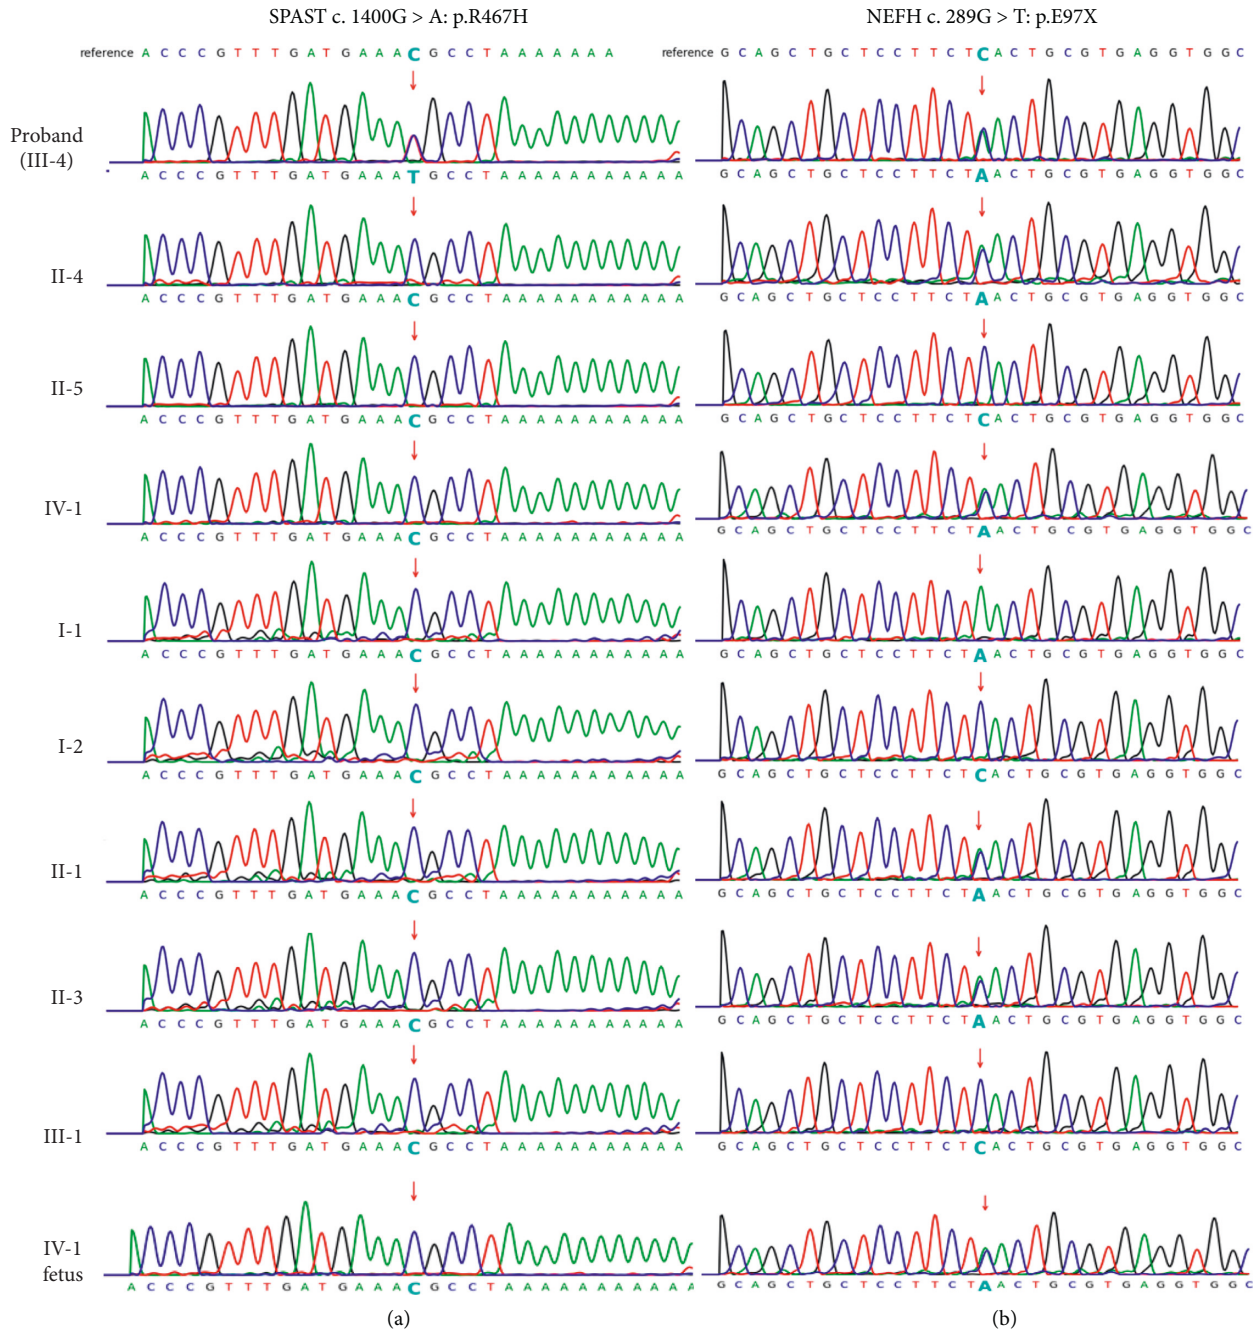 SPAST c. 1400G > A: p.R467H
NEFH c. 289G > T: p.E97X
reference A C C C G T T T G A T G A A A C G C C T A A A A A A A
reference G C A G C T G C T C C T T C T C A C T G C G T G A G G T G G C
Proband
(III-4)
A C C C G T T T G A T G A A A T G C C T A A A A A A A A A A A
G C A G C T G C T C C T T C T A A C T G C G T G A G G T G G C
II-4
A C C C G T T T G A T G A A A C G C C T A A A A A A A A A A A
G C A G C T G C T C C T T C T A A C T G C G T G A G G T G G C
II-5
A C C C G T T T G A T G A A A C G C C T A A A A A A A A A A A
G C A G C T G C T C C T T C T C A C T G C G T G A G G T G G C
IV-1
A C C C G T T T G A T G A A A C G C C T A A A A A A A A A A A
G C A G C T G C T C C T T C T A A C T G C G T G A G G T G G C
I-1
A C C C G T T T G A T G A A A C G C C T A A A A A A A A A A A
G C A G C T G C T C C T T C T A A C T G C G T G A G G T G G C
I-2
A C C C G T T T G A T G A A A C G C C T A A A A A A A A A A A
G C A G C T G C T C C T T C T C A C T G C G T G A G G T G G C
II-1
A C C C G T T T G A T G A A A C G C C T A A A A A A A A A A A
G C A G C T G C T C C T T C T A A C T G C G T G A G G T G G C
II-3
A C C C G T T T G A T G A A A C G C C T A A A A A A A A A A A
G C A G C T G C T C C T T C T A A C T G C G T G A G G T G G C
III-1
A C C C G T T T G A T G A A A C G C C T A A A A A A A A A A A
G C A G C T G C T C C T T C T C A C T G C G T G A G G T G G C
IV-1
fetus
A C C C G T T T G A T G A A A C G C C T A A A A A A A A A A A
G C A G C T G C T C C T T C T A A C T G C G T G A G G T G G C
(a)
(b)